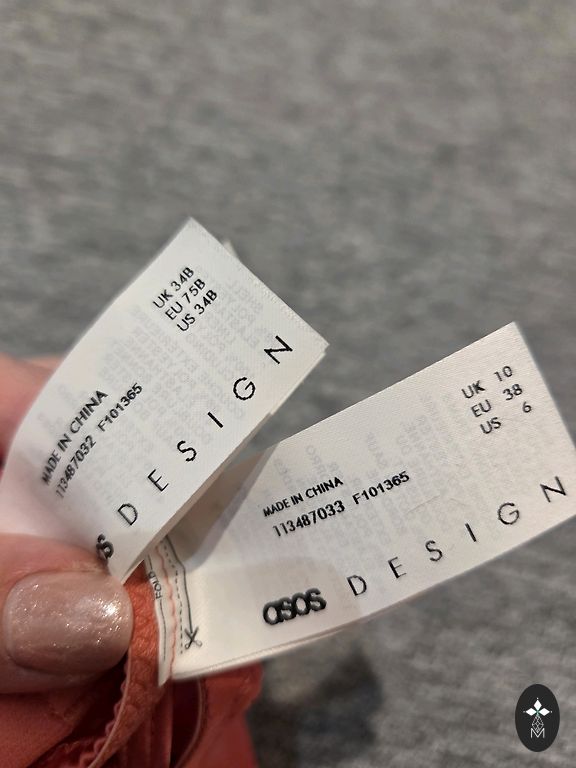 UK 34B
EU 75B
US 34B
MADE IN CHINA
113487032 F101365
DESIGN
UK 10
EU 38
US 6
MADE IN CHINA
113487033 F101365
asos DESIGN
FOLD
M